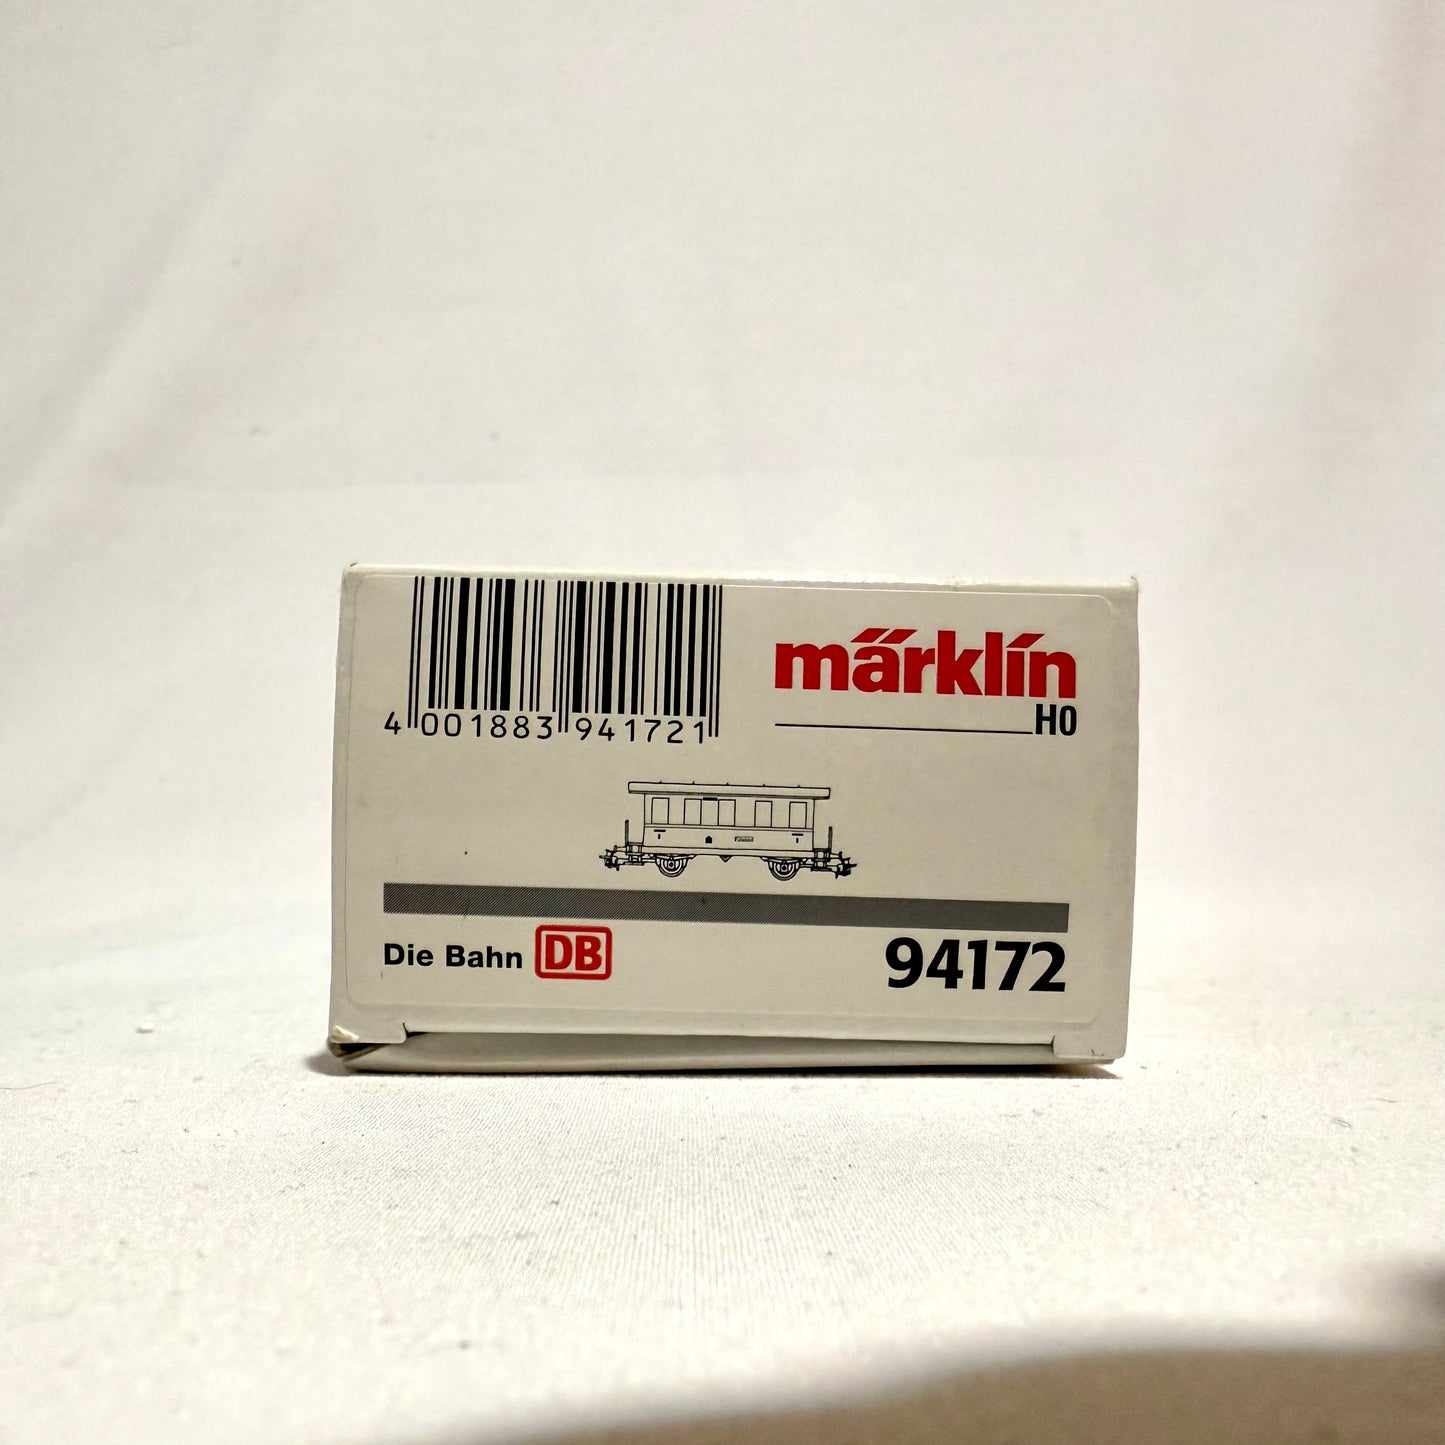 4 001883 941721
märklin
H0
Die Bahn DB
94172